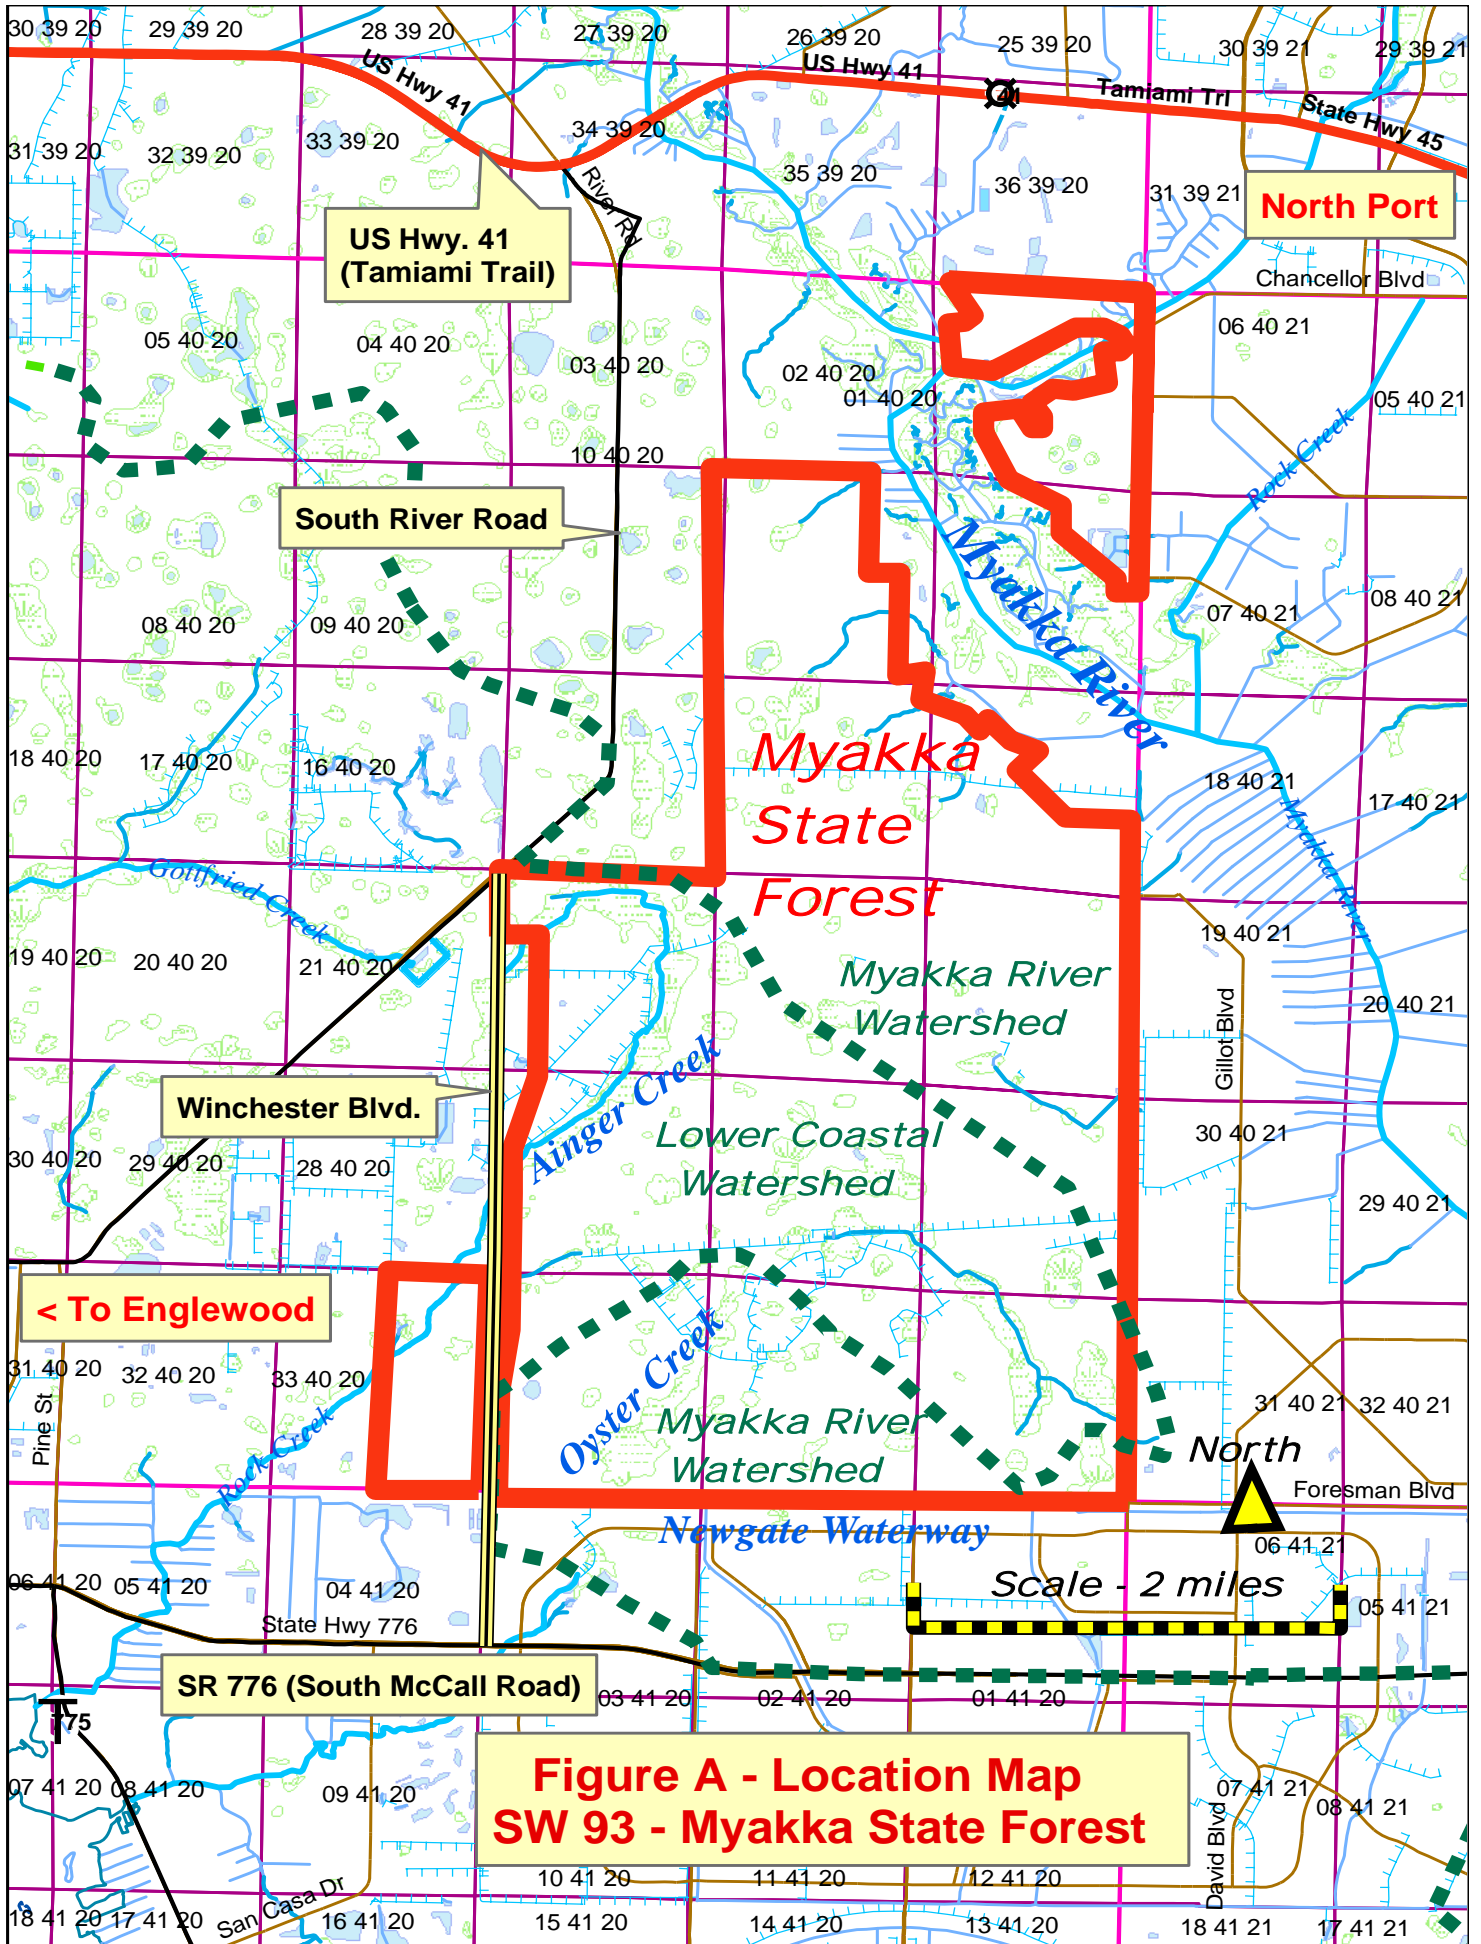 30 39 20
29 39 20
28 39 20
27 39 20
26 39 20
25 39 20
30 39 21
29 39 21
US Hwy 41
US Hwy 41
41
Tamiami Trl
State Hwy 45
31 39 20
32 39 20
33 39 20
34 39 20
35 39 20
36 39 20
31 39 21
North Port
River Rd
US Hwy. 41
(Tamiami Trail)
Chancellor Blvd
05 40 20
04 40 20
03 40 20
02 40 20
01 40 20
06 40 21
05 40 21
Rock Creek
10 40 20
South River Road
Myakka River
08 40 20
09 40 20
07 40 21
08 40 21
18 40 20
17 40 20
16 40 20
Myakka
State
Forest
18 40 21
17 40 21
Myakka River
Gottfried Creek
19 40 20
20 40 20
21 40 20
Myakka River
Watershed
19 40 21
20 40 21
Gillot Blvd
Winchester Blvd.
Ainger Creek
Lower Coastal
Watershed
30 40 20
29 40 20
28 40 20
30 40 21
29 40 21
< To Englewood
31 40 20
32 40 20
33 40 20
Pine St
Rock Creek
Oyster Creek
Myakka River
Watershed
31 40 21
32 40 21
North
Foresman Blvd
Newgate Waterway
06 41 21
06 41 20
05 41 20
04 41 20
Scale - 2 miles
05 41 21
State Hwy 776
SR 776 (South McCall Road)
03 41 20
02 41 20
01 41 20
775
Figure A - Location Map
SW 93 - Myakka State Forest
07 41 20
08 41 20
09 41 20
07 41 21
08 41 21
David Blvd
10 41 20
11 41 20
12 41 20
San Casa Dr
18 41 20
17 41 20
16 41 20
15 41 20
14 41 20
13 41 20
18 41 21
17 41 21